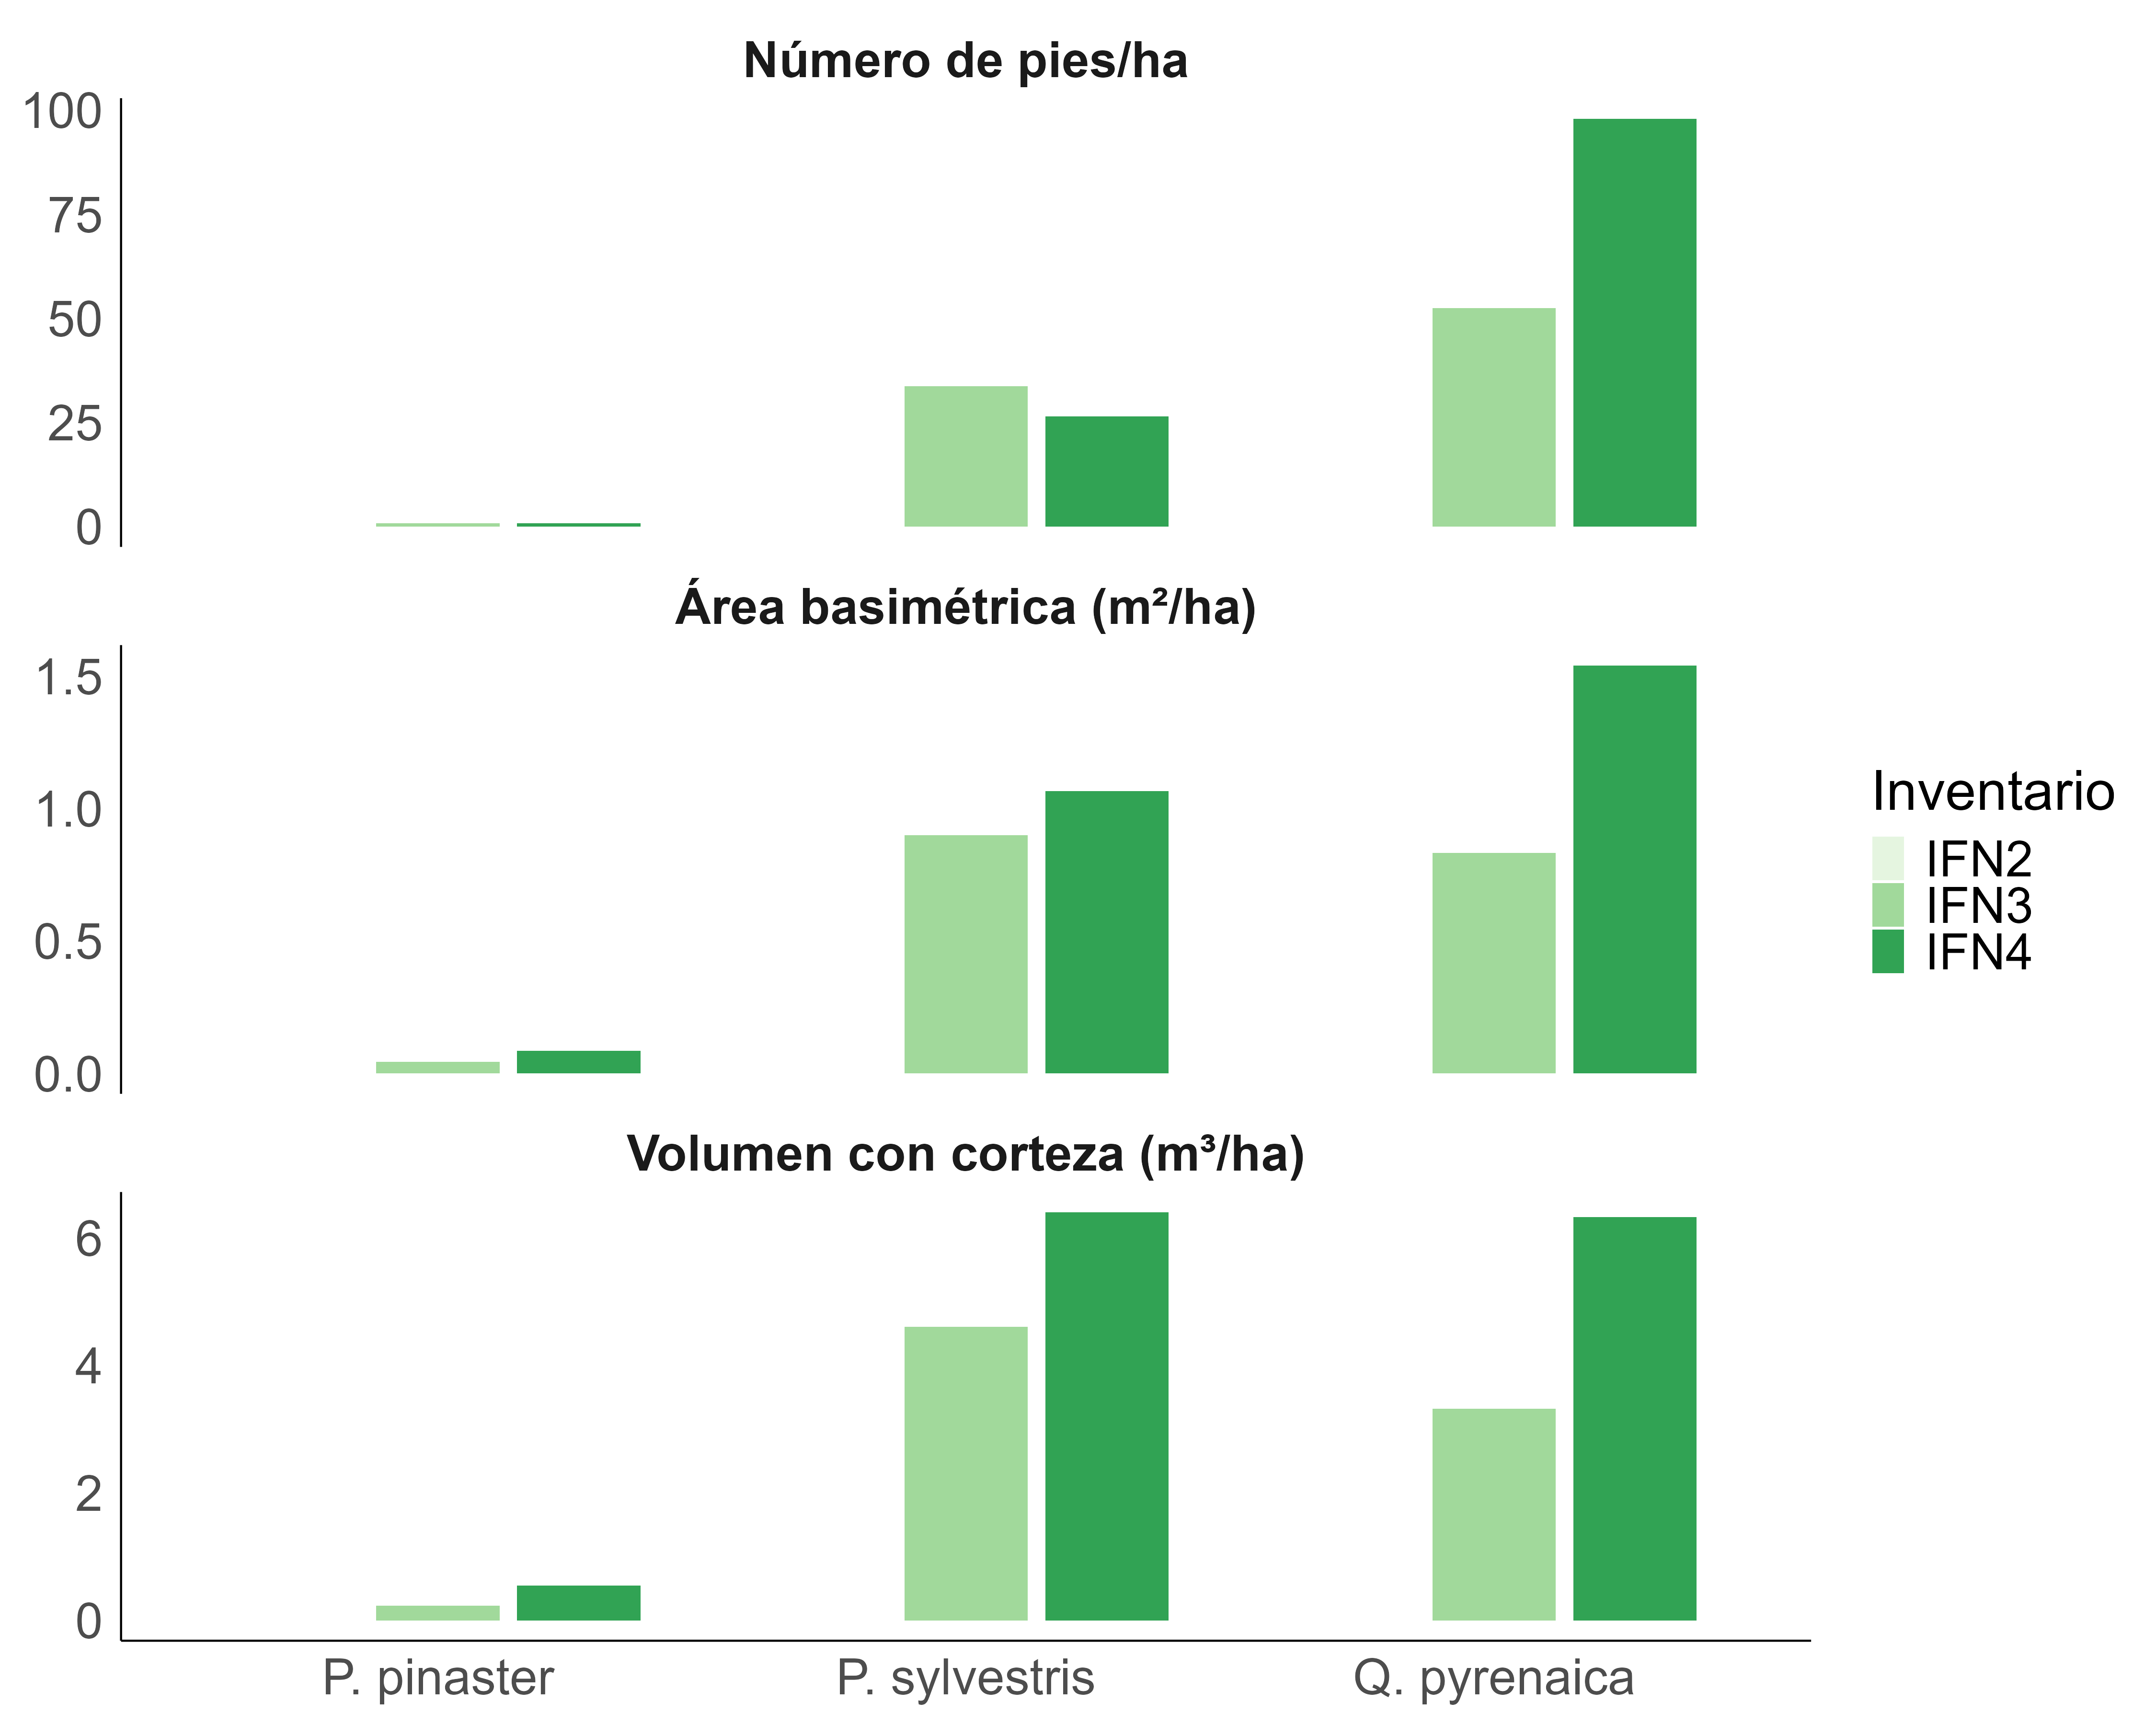 Número de pies/ha
100
75
50
25
0
Área basimétrica (m²/ha)
1.5
1.0
0.5
0.0
Volumen con corteza (m³/ha)
6
4
2
0
P. pinaster
P. sylvestris
Q. pyrenaica
Inventario
IFN2
IFN3
IFN4